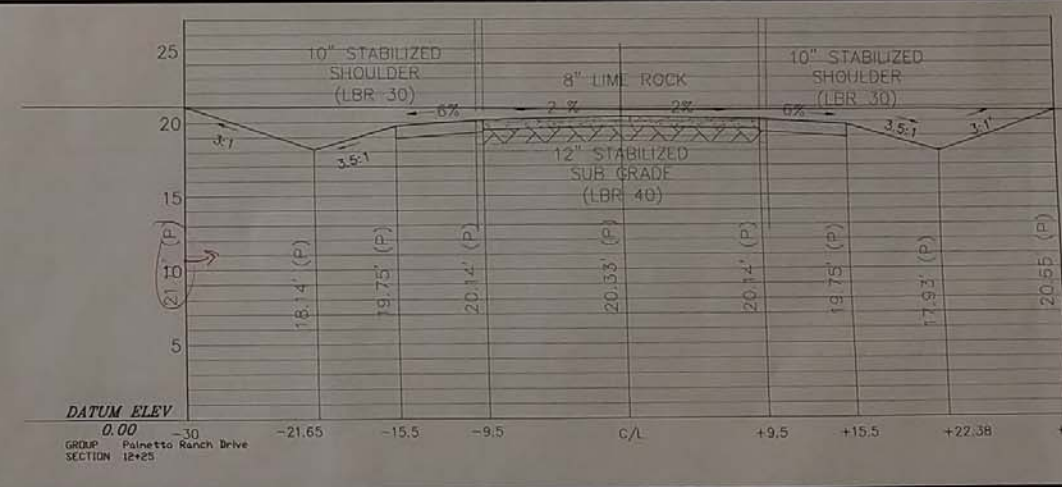 25
10" STABILIZED
SHOULDER
(LBR 30)
8" LIME ROCK
10" STABILIZED
SHOULDER
(LBR 30)
6%
2 %
2%
6%
20
3:1
3.5:1
3.5:1
3:1
12" STABILIZED
SUB GRADE
(LBR 40)
15
10
5
(P)
18.14' (P)
19.75' (P)
20.14' (P)
20.33' (P)
20.14' (P)
19.75' (P)
17.93' (P)
(P)
DATUM ELEV
0.00
-30
-21.65
-15.5
-9.5
C/L
+9.5
+15.5
+22.38
GROUP Palmetto Ranch Drive
SECTION 12+25